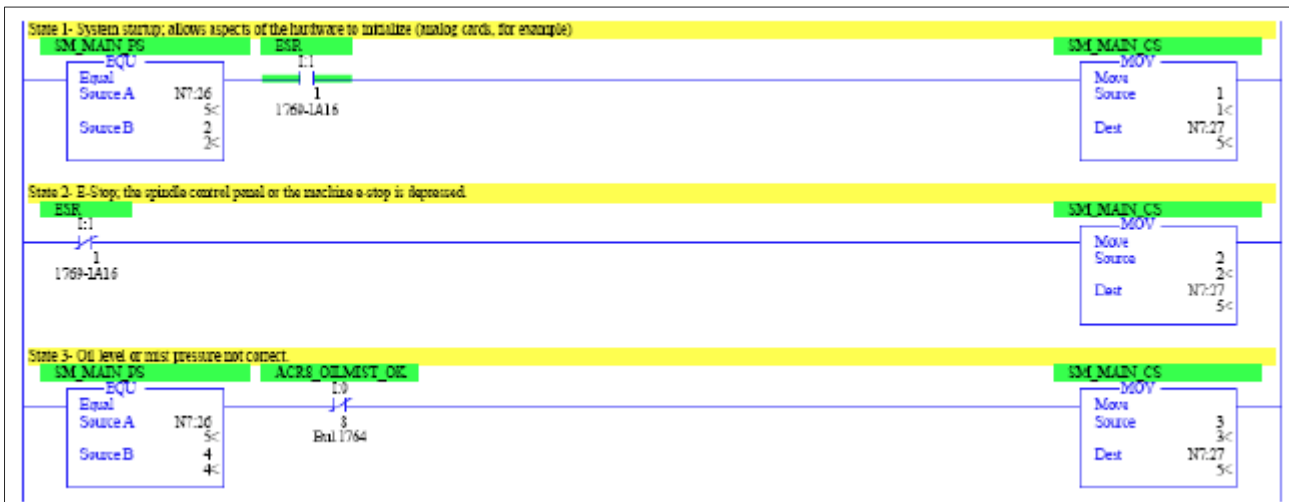 State 1- System startup; allows aspects of the hardware to initialize (analog cards, for example)
SM_MAIN_PS ESR SM_MAIN_CS
EQU I:1 MOV
Equal Move
Source A N7:26 1 Source 1
5< 1769-IA16 1<
Source B 2 Dest N7:27
2< 5<
State 2- E-Stop; the spindle control panel or the machine e-stop is depressed.
ESR SM_MAIN_CS
I:1 MOV
Move
1 Source 2
1769-IA16 2<
Dest N7:27
5<
State 3- Oil level or mist pressure not correct.
SM_MAIN_PS ACR8_OILMIST_OK SM_MAIN_CS
EQU I:0 MOV
Equal Move
Source A N7:26 8 Source 3
5< Bul.1764 3<
Source B 4 Dest N7:27
4< 5<